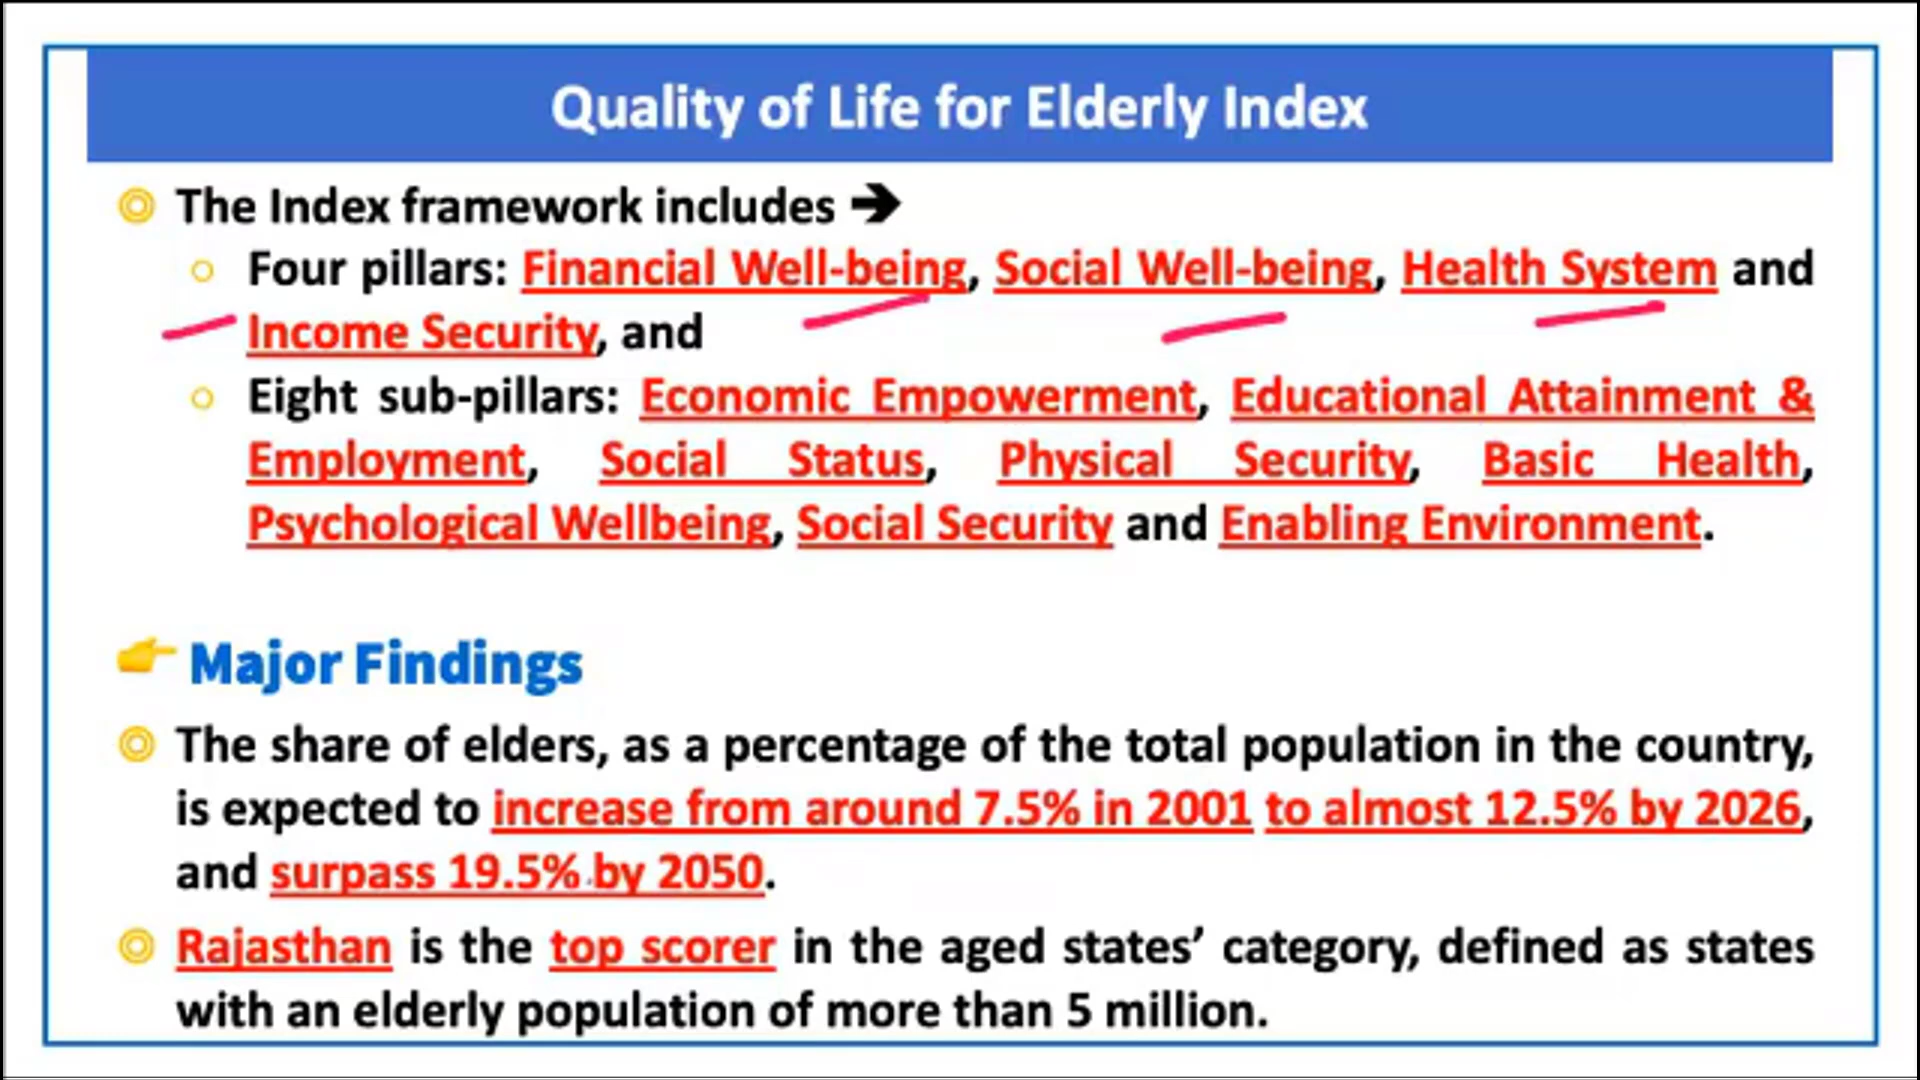 Quality of Life for Elderly Index
The Index framework includes ➔
Four pillars: Financial Well-being, Social Well-being, Health System and
Income Security, and
Eight sub-pillars: Economic Empowerment, Educational Attainment &
Employment, Social Status, Physical Security, Basic Health,
Psychological Wellbeing, Social Security and Enabling Environment.
Major Findings
The share of elders, as a percentage of the total population in the country,
is expected to increase from around 7.5% in 2001 to almost 12.5% by 2026,
and surpass 19.5% by 2050.
Rajasthan is the top scorer in the aged states’ category, defined as states
with an elderly population of more than 5 million.